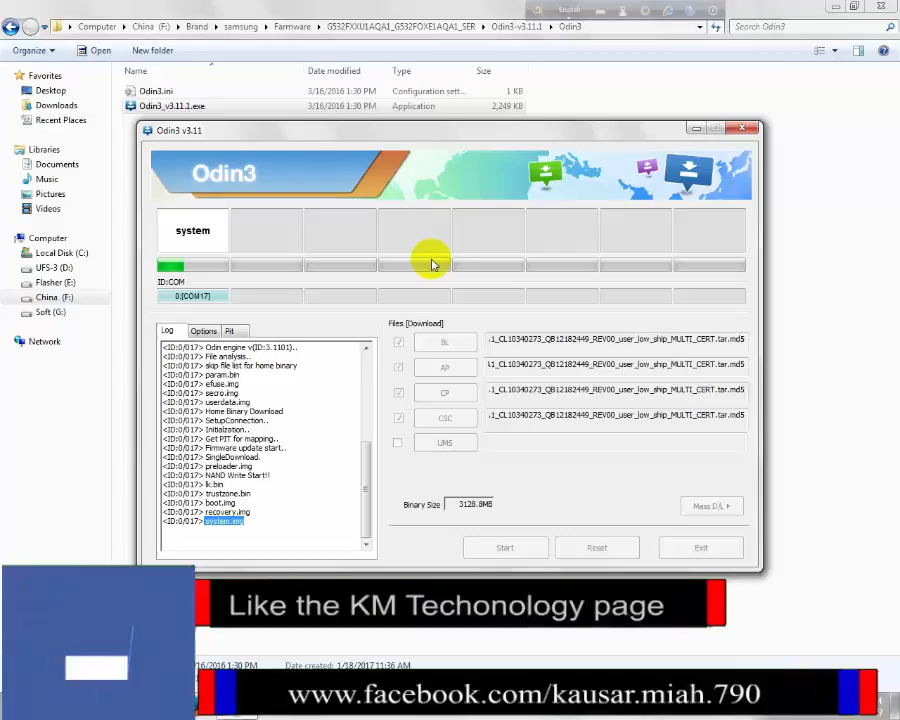 English
Computer
China (F:)
Brand
samsung
Farmware
G532FXXU1AQA1_G532FOXE1AQA1_SER
Odin3-v3.11.1
Odin3
Search Odin3
Organize
Open
New folder
Name
Date modified
Type
Size
Favorites
Desktop
Downloads
Recent Places
Libraries
Documents
Music
Pictures
Videos
Computer
Local Disk (C:)
UFS-3 (D:)
Flasher (E:)
China (F:)
Soft (G:)
Network
Odin3.ini
3/16/2016 1:30 PM
Configuration sett...
1 KB
Odin3_v3.11.1.exe
3/16/2016 1:30 PM
Application
2,249 KB
Odin3 v3.11
Odin3
system
ID:COM
0:[COM17]
Log
Options
Pit
<ID:0/017> Odin engine v(ID:3.1101)..
<ID:0/017> File analysis..
<ID:0/017> skip file list for home binary
<ID:0/017> param.bin
<ID:0/017> efuse.img
<ID:0/017> secro.img
<ID:0/017> userdata.img
<ID:0/017> Home Binary Download
<ID:0/017> SetupConnection..
<ID:0/017> Initialzation..
<ID:0/017> Get PIT for mapping..
<ID:0/017> Firmware update start..
<ID:0/017> SingleDownload.
<ID:0/017> preloader.img
<ID:0/017> NAND Write Start!!
<ID:0/017> lk.bin
<ID:0/017> trustzone.bin
<ID:0/017> boot.img
<ID:0/017> recovery.img
<ID:0/017> system.img
Files [Download]
BL
.1_CL10340273_QB12182449_REV00_user_low_ship_MULTI_CERT.tar.md5
AP
\1_CL10340273_QB12182449_REV00_user_low_ship_MULTI_CERT.tar.md5
CP
.1_CL10340273_QB12182449_REV00_user_low_ship_MULTI_CERT.tar.md5
CSC
.1_CL10340273_QB12182449_REV00_user_low_ship_MULTI_CERT.tar.md5
UMS
Binary Size
3128.8MB
Mass D/L
Start
Reset
Exit
Like the KM Techonology page
/16/2016 1:30 PM
Date created: 1/18/2017 11:36 AM
www.facebook.com/kausar.miah.790